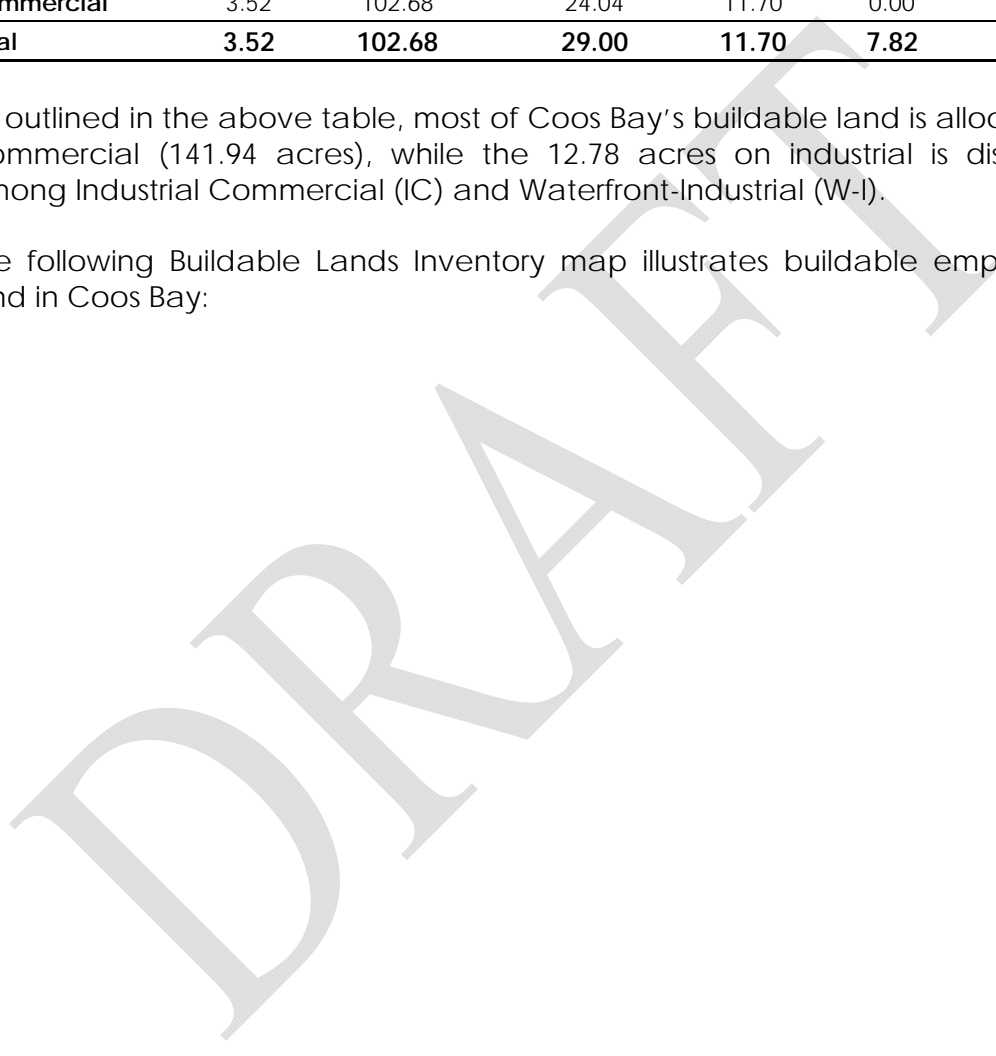 mmercial 3.52 102.68 24.04 11.70 0.00
al 3.52 102.68 29.00 11.70 7.82
outlined in the above table, most of Coos Bay's buildable land is alloc
ommercial (141.94 acres), while the 12.78 acres on industrial is dis
nong Industrial Commercial (IC) and Waterfront-Industrial (W-I).
e following Buildable Lands Inventory map illustrates buildable emp
nd in Coos Bay:
DRAFT